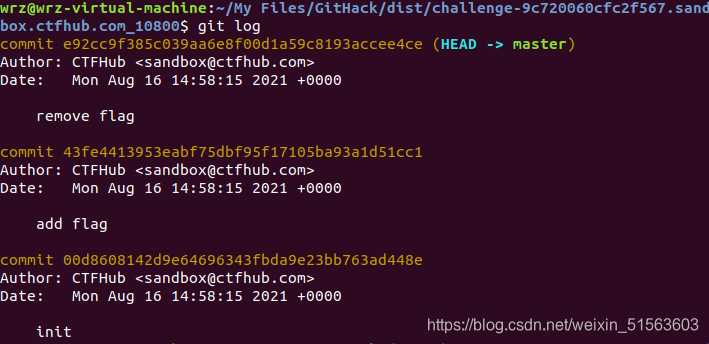 wrz@wrz-virtual-machine:~/My Files/GitHack/dist/challenge-9c720060cfc2f567.sand
box.ctfhub.com_10800$ git log
commit e92cc9f385c039aa6e8f00d1a59c8193accee4ce (HEAD -> master)
Author: CTFHub <sandbox@ctfhub.com>
Date:   Mon Aug 16 14:58:15 2021 +0000
    remove flag
commit 43fe4413953eabf75dbf95f17105ba93a1d51cc1
Author: CTFHub <sandbox@ctfhub.com>
Date:   Mon Aug 16 14:58:15 2021 +0000
    add flag
commit 00d8608142d9e64696343fbda9e23bb763ad448e
Author: CTFHub <sandbox@ctfhub.com>
Date:   Mon Aug 16 14:58:15 2021 +0000
    init
https://blog.csdn.net/weixin_51563603